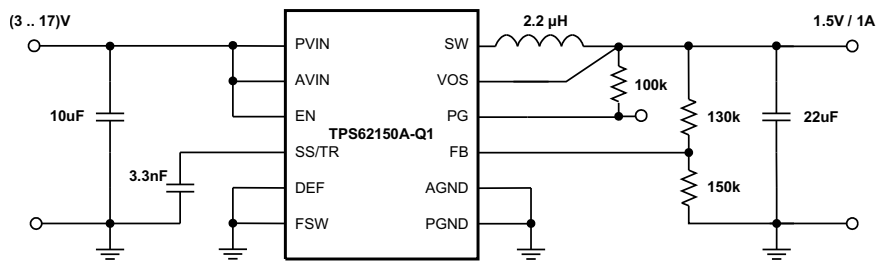 (3 .. 17)V
2.2 µH
1.5V / 1A
PVIN
SW
AVIN
VOS
100k
10uF
EN
PG
130k
22uF
TPS62150A-Q1
SS/TR
FB
3.3nF
DEF
AGND
150k
FSW
PGND